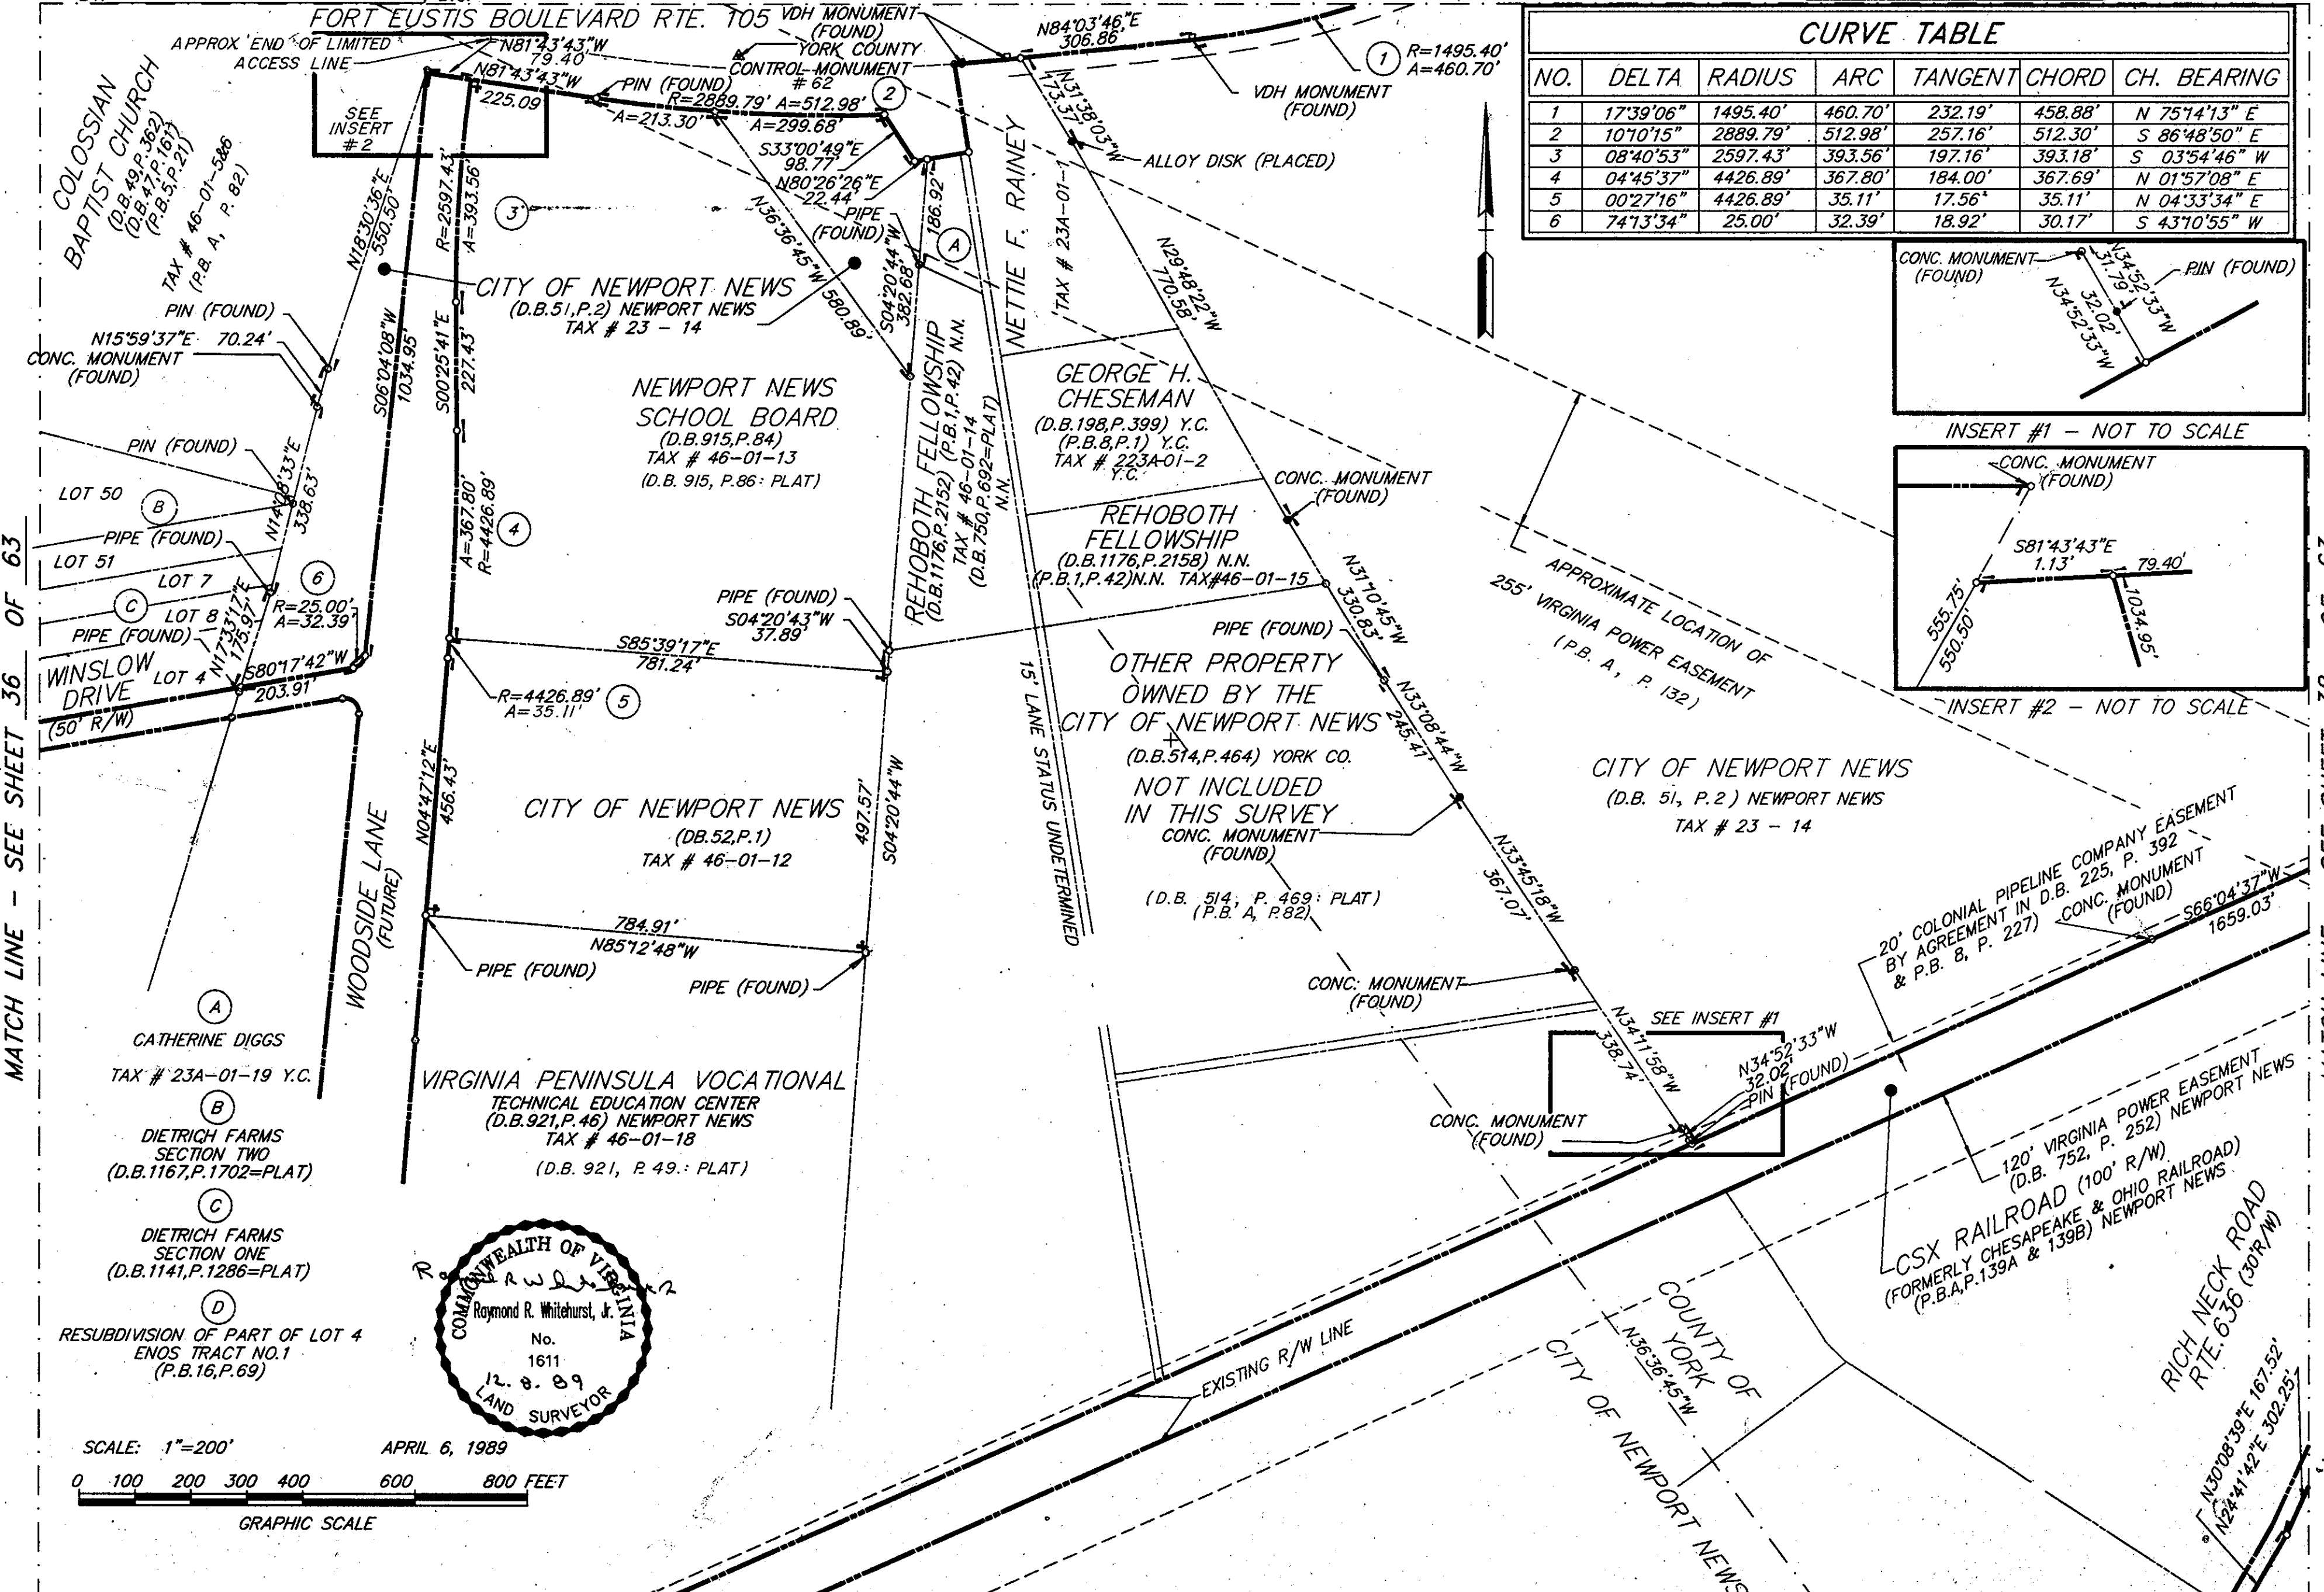 FORT EUSTIS BOULEVARD RTE. 105
VDH MONUMENT
(FOUND)
YORK COUNTY
CONTROL MONUMENT
# 62
APPROX END OF LIMITED
ACCESS LINE
N81°43'43"W
79.40'
N81°43'43"W
225.09
PIN (FOUND)
R=2889.79' A=512.98'
2
A=213.30'
A=299.68'
N84°03'46"E
306.86'
1
R=1495.40'
A=460.70'
VDH MONUMENT
(FOUND)
N31°38'03"W
173.37'
ALLOY DISK (PLACED)
SEE
INSERT
#2
COLOSSIAN
BAPTIST CHURCH
(D.B.49,P.362)
(D.B.47,P.161)
(P.B.5,P.21)
TAX # 46-01-5&6
(P.B. A, P. 82)
S33°00'49"E
98.77'
N80°26'26"E
22.44'
PIPE
(FOUND)
186.92'
A
N18°30'36"E
550.50'
R=2597.43'
A=393.56'
3
N36°36'45"W 580.89'
S04°20'44"W
382.68'
NETTIE F. RAINEY
TAX # 23A-01-1
N29°48'22"W
770.58'
CITY OF NEWPORT NEWS
(D.B.51,P.2) NEWPORT NEWS
TAX # 23 - 14
PIN (FOUND)
N15°59'37"E 70.24'
CONC. MONUMENT
(FOUND)
S06°04'08"W
1034.95'
S00°25'41"E
227.43'
NEWPORT NEWS
SCHOOL BOARD
(D.B.915,P.84)
TAX # 46-01-13
(D.B. 915, P.86: PLAT)
REHOBOTH FELLOWSHIP
(D.B.1176,P.2152) (P.B.1,P.42) N.N.
TAX # 46-01-14
(D.B.750,P.692=PLAT)
N.N.
GEORGE H.
CHESEMAN
(D.B.198,P.399) Y.C.
(P.B.8,P.1) Y.C.
TAX # 223A-01-2
Y.C.
CONC. MONUMENT
(FOUND)
REHOBOTH
FELLOWSHIP
(D.B.1176,P.2158) N.N.
(P.B.1,P.42)N.N. TAX#46-01-15
PIN (FOUND)
LOT 50
B
N14°08'33"E
338.63'
PIPE (FOUND)
LOT 51
LOT 7
6
C
LOT 8
R=25.00'
A=32.39'
PIPE (FOUND)
N17°33'17"E
175.97'
A=367.80'
R=4426.89'
4
WINSLOW
DRIVE
(50' R/W)
LOT 4
S80°17'42"W
203.91'
PIPE (FOUND)
S04°20'43"W
37.89'
S85°39'17"E
781.24'
R=4426.89'
A=35.11'
5
N31°10'45"W
330.83'
PIPE (FOUND)
N33°08'44"W
245.41'
15' LANE STATUS UNDETERMINED
OTHER PROPERTY
OWNED BY THE
CITY OF NEWPORT NEWS
(D.B.514,P.464) YORK CO.
NOT INCLUDED
IN THIS SURVEY
CONC. MONUMENT
(FOUND)
(D.B. 514, P. 469: PLAT)
(P.B. A, P.82)
APPROXIMATE LOCATION OF
255' VIRGINIA POWER EASEMENT
(P.B. A, P. 132)
CITY OF NEWPORT NEWS
(D.B. 51, P.2) NEWPORT NEWS
TAX # 23 - 14
N04°47'12"E
456.43'
CITY OF NEWPORT NEWS
(DB.52,P.1)
TAX # 46-01-12
497.57'
S04°20'44"W
N33°45'18"W
367.07'
WOODSIDE LANE
(FUTURE)
784.91'
N85°12'48"W
PIPE (FOUND)
PIPE (FOUND)
CONC. MONUMENT
(FOUND)
N34°11'58"W
338.74'
SEE INSERT #1
N34°52'33"W
32.02'
PIN (FOUND)
CONC. MONUMENT
(FOUND)
20' COLONIAL PIPELINE COMPANY EASEMENT
BY AGREEMENT IN D.B. 225, P. 392
& P.B. 8, P. 227)
CONC. MONUMENT
(FOUND)
S66°04'37"W
1659.03'
120' VIRGINIA POWER EASEMENT
(D.B. 752, P. 252) NEWPORT NEWS
CSX RAILROAD (100' R/W)
(FORMERLY CHESAPEAKE & OHIO RAILROAD)
(P.B.A,P.139A & 139B) NEWPORT NEWS
RICH NECK ROAD
RTE.636 (30'R/W)
N30°08'39"E 167.52'
N24°41'42"E 302.25'
EXISTING R/W LINE
COUNTY OF
YORK
N36°36'45"W
CITY OF NEWPORT NEWS
VIRGINIA PENINSULA VOCATIONAL
TECHNICAL EDUCATION CENTER
(D.B.921,P.46) NEWPORT NEWS
TAX # 46-01-18
(D.B. 921, P. 49.: PLAT)
A
CATHERINE DIGGS
TAX # 23A-01-19 Y.C.
B
DIETRICH FARMS
SECTION TWO
(D.B.1167,P.1702=PLAT)
C
DIETRICH FARMS
SECTION ONE
(D.B.1141,P.1286=PLAT)
D
RESUBDIVISION OF PART OF LOT 4
ENOS TRACT NO.1
(P.B.16,P.69)
COMMONWEALTH OF VIRGINIA
Raymond R. Whitehurst, Jr.
No.
1611
12.8.89
LAND SURVEYOR
SCALE: 1"=200'
APRIL 6, 1989
0 100 200 300 400 600 800 FEET
GRAPHIC SCALE
MATCH LINE - SEE SHEET 36 OF 63
CURVE TABLE
NO. DELTA RADIUS ARC TANGENT CHORD CH. BEARING
1 17°39'06" 1495.40' 460.70' 232.19' 458.88' N 75°14'13" E
2 10°10'15" 2889.79' 512.98' 257.16' 512.30' S 86°48'50" E
3 08°40'53" 2597.43' 393.56' 197.16' 393.18' S 03°54'46" W
4 04°45'37" 4426.89' 367.80' 184.00' 367.69' N 01°57'08" E
5 00°27'16" 4426.89' 35.11' 17.56' 35.11' N 04°33'34" E
6 74°13'34" 25.00' 32.39' 18.92' 30.17' S 43°10'55" W
CONC. MONUMENT
(FOUND)
N34°52'33"W
31.79'
PIN (FOUND)
32.02'
N34°52'33"W
INSERT #1 - NOT TO SCALE
CONC. MONUMENT
(FOUND)
S81°43'43"E
1.13'
79.40'
555.75'
550.50'
1034.95'
INSERT #2 - NOT TO SCALE